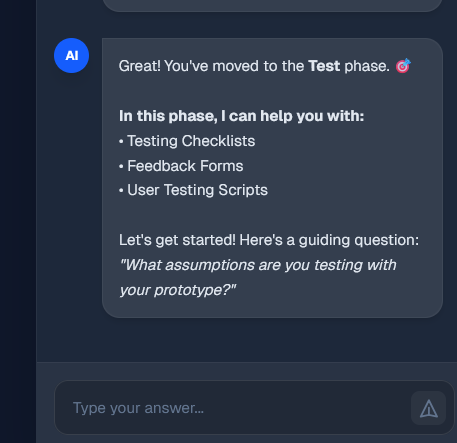 AI
Great! You've moved to the Test phase. 🎯
In this phase, I can help you with:
• Testing Checklists
• Feedback Forms
• User Testing Scripts
Let's get started! Here's a guiding question:
"What assumptions are you testing with
your prototype?"
Type your answer...